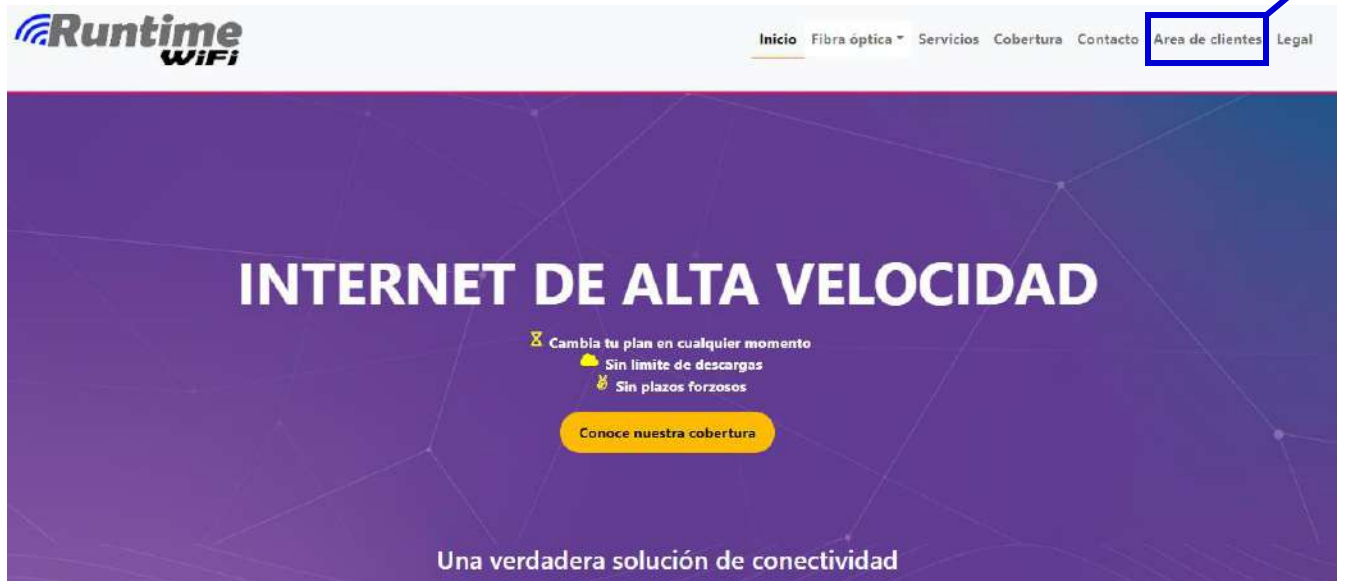 Runtime
WiFi
Inicio Fibra óptica Servicios Cobertura Contacto Area de clientes Legal
INTERNET DE ALTA VELOCIDAD
Cambia tu plan en cualquier momento
Sin límite de descargas
Sin plazos forzosos
Conoce nuestra cobertura
Una verdadera solución de conectividad